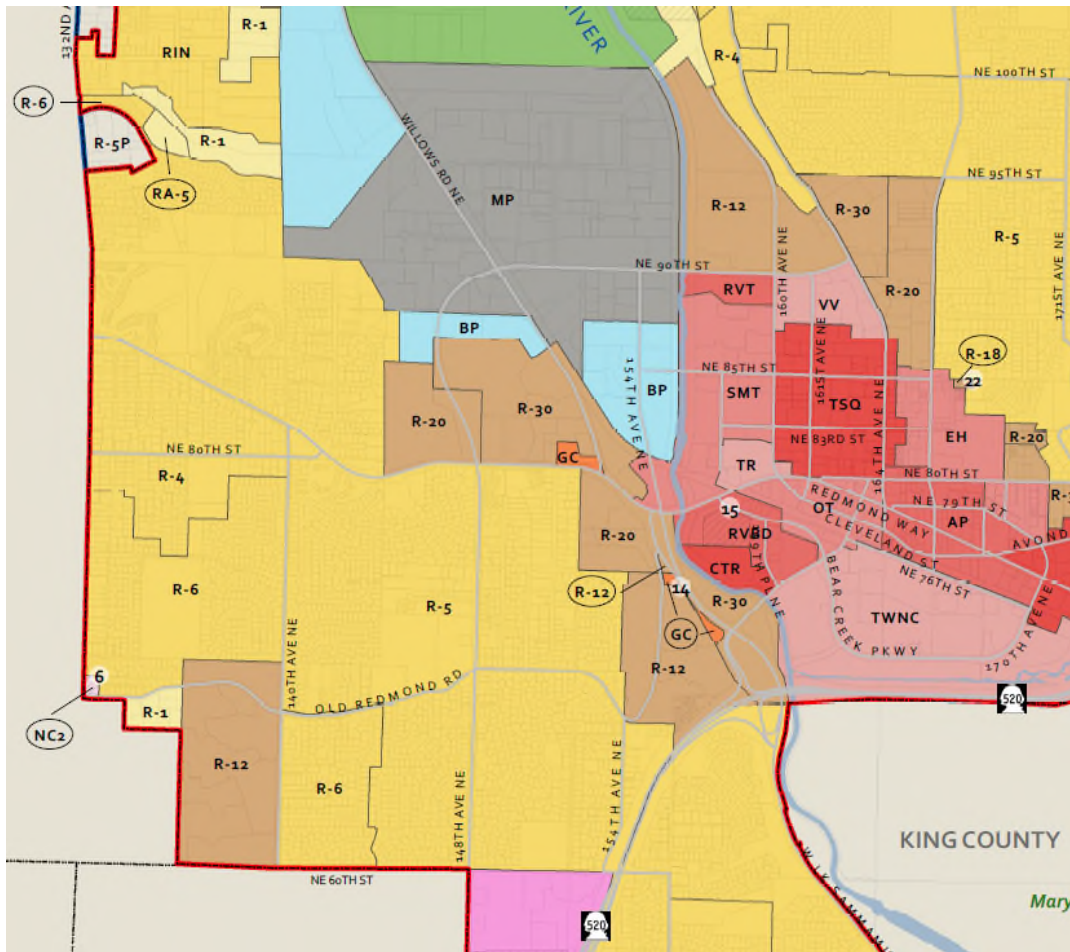 132ND A
RIN
R-1
RIVER
R-4
NE 100TH ST
R-6
R-5P
R-1
RA-5
WILLOWS RD NE
MP
R-12
R-30
NE 95TH ST
R-5
171ST AVE NE
NE 90TH ST
160TH AVE NE
RVT
VV
R-20
BP
154TH AVE NE
BP
NE 85TH ST
161ST AVE NE
R-18
22
R-20
R-30
SMT
TSQ
164TH AVE NE
EH
NE 83RD ST
R-20
NE 80TH ST
GC
TR
NE 80TH ST
R-4
15
OT
REDMOND WAY
NE 79TH ST
AP
R-3
R-20
RVBD
CLEVELAND ST
AVOND
CTR
159TH PL NE
NE 76TH ST
R-6
R-5
R-12
14
R-30
GC
BEAR CREEK PKWY
TWNC
170TH AVE NE
140TH AVE NE
R-12
6
OLD REDMOND RD
NC2
R-1
520
R-12
R-6
148TH AVE NE
154TH AVE NE
KING COUNTY
NE 60TH ST
W LK SAMMAMI
Mary
520